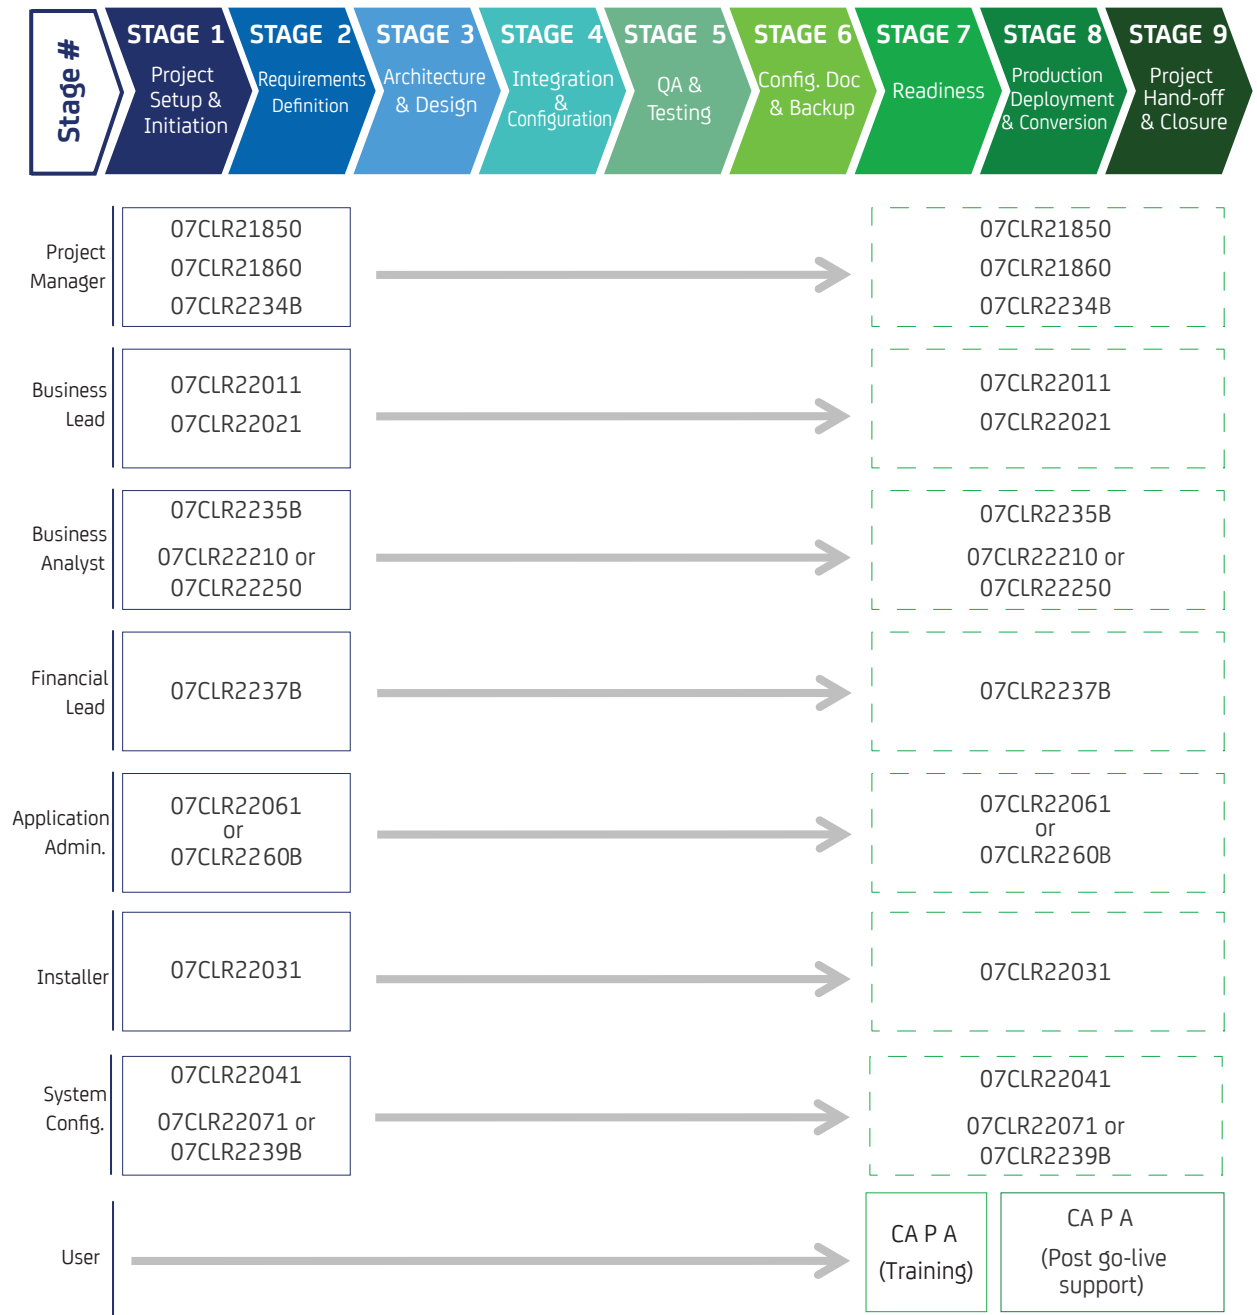 Stage #
STAGE 1
Project
Setup &
Initiation
STAGE 2
Requirements
Definition
STAGE 3
Architecture
& Design
STAGE 4
Integration
&
Configuration
STAGE 5
QA &
Testing
STAGE 6
Config. Doc
& Backup
STAGE 7
Readiness
STAGE 8
Production
Deployment
& Conversion
STAGE 9
Project
Hand-off
& Closure
Project
Manager
07CLR21850
07CLR21860
07CLR2234B
07CLR21850
07CLR21860
07CLR2234B
Business
Lead
07CLR22011
07CLR22021
07CLR22011
07CLR22021
Business
Analyst
07CLR2235B
07CLR22210 or
07CLR22250
07CLR2235B
07CLR22210 or
07CLR22250
Financial
Lead
07CLR2237B
07CLR2237B
Application
Admin.
07CLR22061
or
07CLR2260B
07CLR22061
or
07CLR2260B
Installer
07CLR22031
07CLR22031
System
Config.
07CLR22041
07CLR22071 or
07CLR2239B
07CLR22041
07CLR22071 or
07CLR2239B
User
CA P A
(Training)
CA P A
(Post go-live
support)